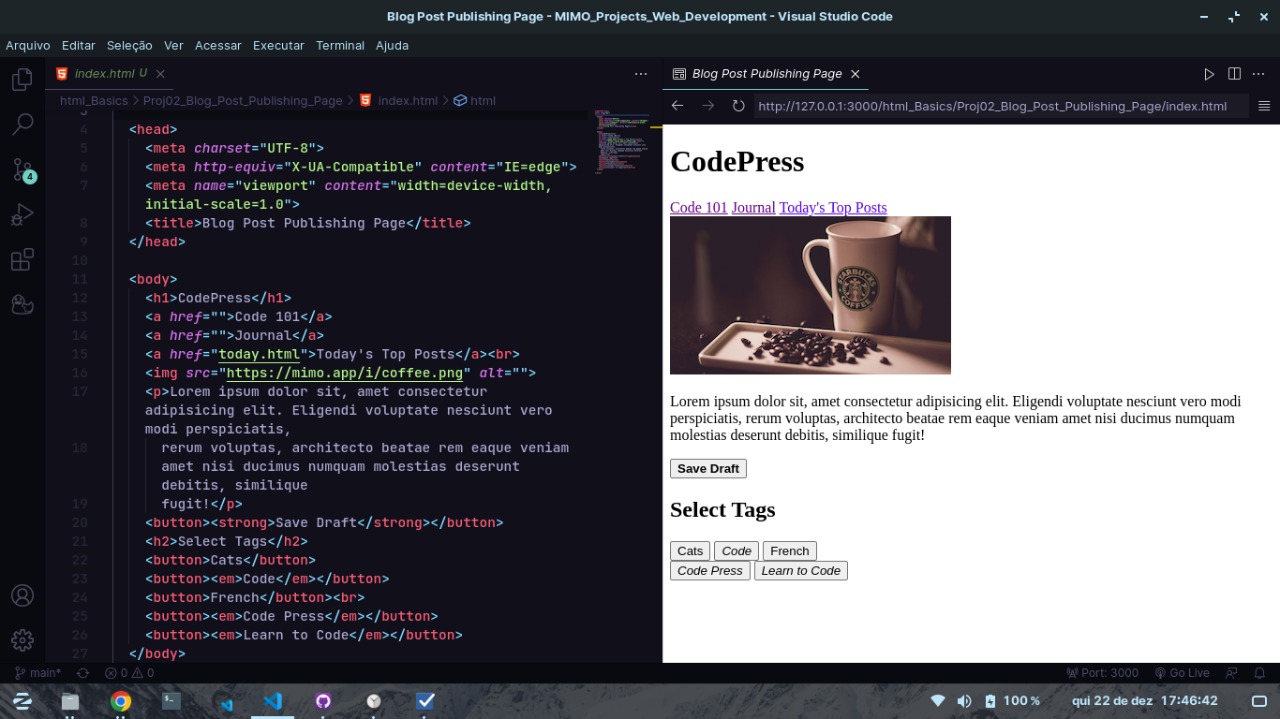 Blog Post Publishing Page - MIMO_Projects_Web_Development - Visual Studio Code
Arquivo Editar Seleção Ver Acessar Executar Terminal Ajuda
index.html U
Blog Post Publishing Page
html_Basics > Proj02_Blog_Post_Publishing_Page > index.html > html
http://127.0.0.1:3000/html_Basics/Proj02_Blog_Post_Publishing_Page/index.html
3
4 <head>
5 <meta charset="UTF-8">
6 <meta http-equiv="X-UA-Compatible" content="IE=edge">
7 <meta name="viewport" content="width=device-width,
initial-scale=1.0">
8 <title>Blog Post Publishing Page</title>
9 </head>
10
11 <body>
12 <h1>CodePress</h1>
13 <a href="">Code 101</a>
14 <a href="">Journal</a>
15 <a href="today.html">Today's Top Posts</a><br>
16 <img src="https://mimo.app/i/coffee.png" alt="">
17 <p>Lorem ipsum dolor sit, amet consectetur
adipisicing elit. Eligendi voluptate nesciunt vero
modi perspiciatis,
18 rerum voluptas, architecto beatae rem eaque veniam
amet nisi ducimus numquam molestias deserunt
debitis, similique
19 fugit!</p>
20 <button><strong>Save Draft</strong></button>
21 <h2>Select Tags</h2>
22 <button>Cats</button>
23 <button><em>Code</em></button>
24 <button>French</button><br>
25 <button><em>Code Press</em></button>
26 <button><em>Learn to Code</em></button>
27 </body>
4
CodePress
Code 101 Journal Today's Top Posts
STARBUCKS
COFFEE
Lorem ipsum dolor sit, amet consectetur adipisicing elit. Eligendi voluptate nesciunt vero modi
perspiciatis, rerum voluptas, architecto beatae rem eaque veniam amet nisi ducimus numquam
molestias deserunt debitis, similique fugit!
Save Draft
Select Tags
Cats Code French
Code Press Learn to Code
main* 0 0 Port: 3000 Go Live
100 % qui 22 de dez 17:46:42